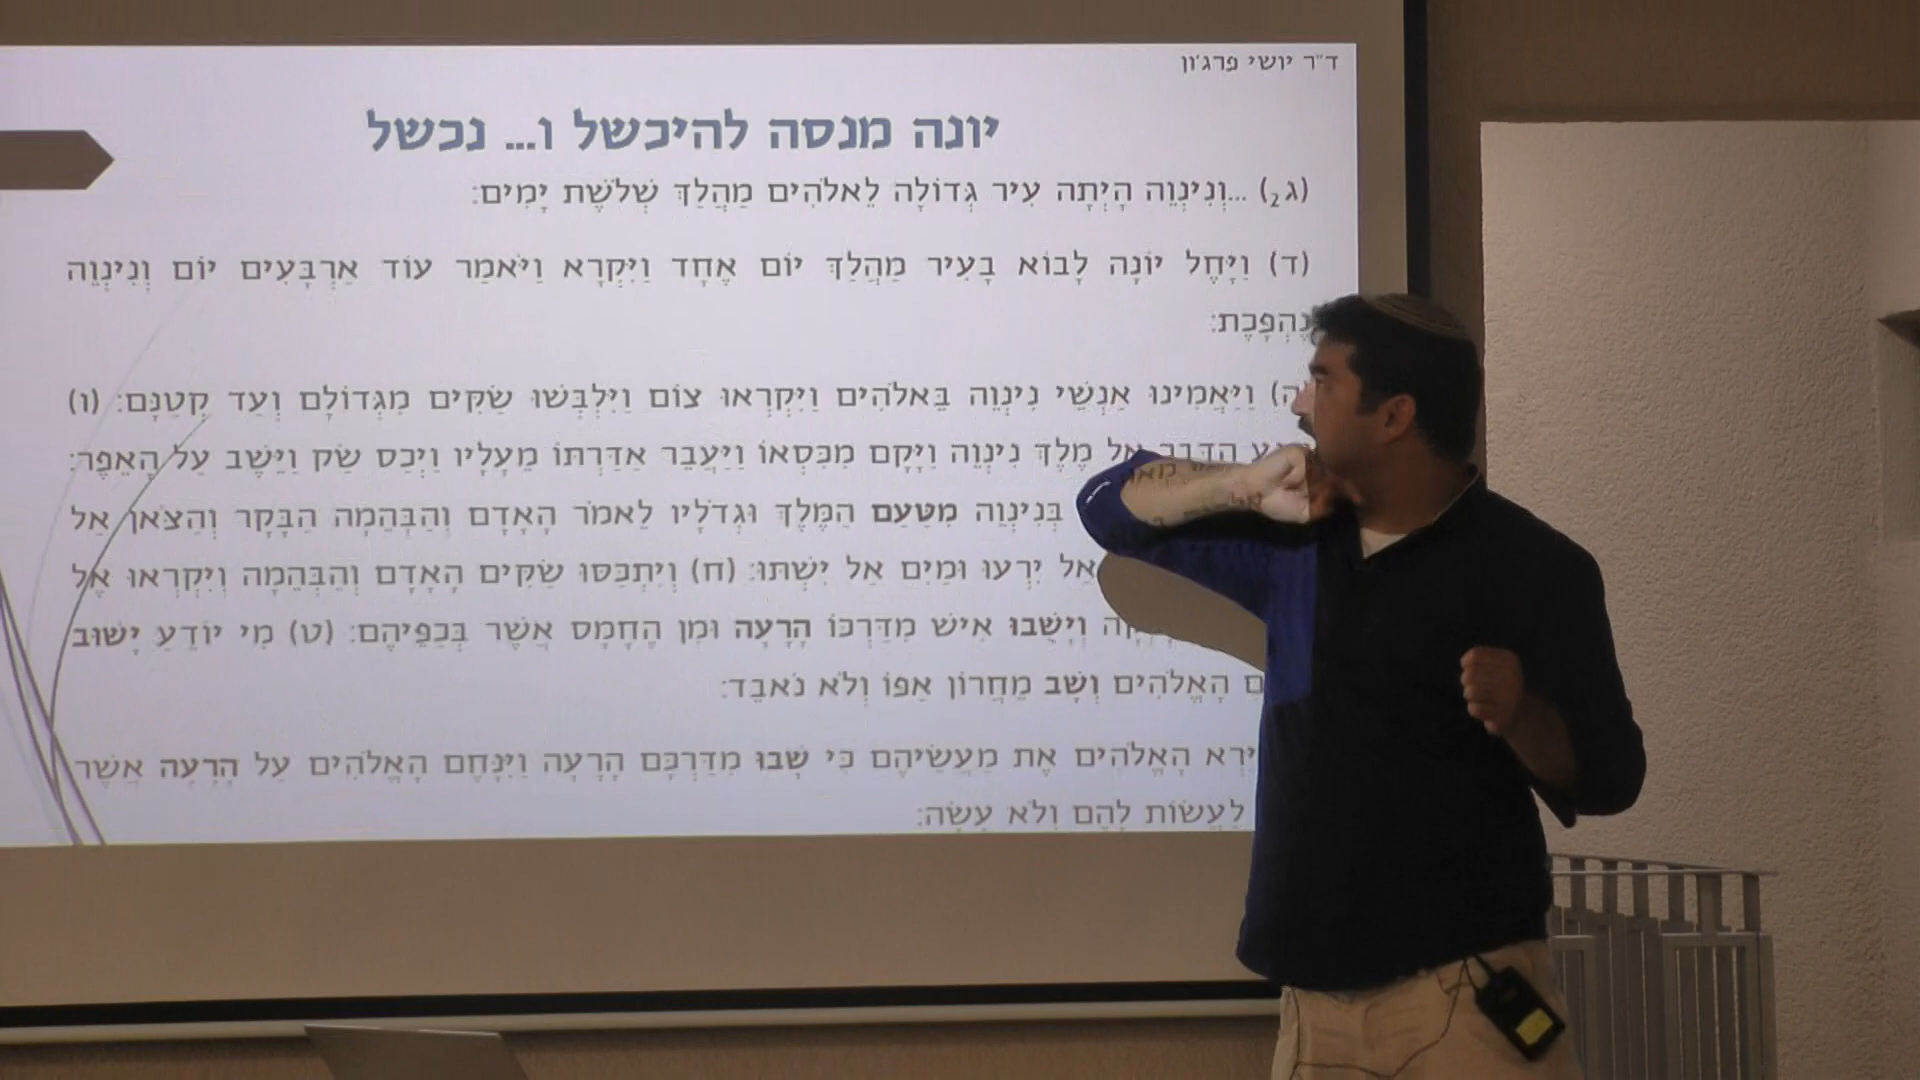 ד"ר יושי פרג'ון
יונה מנסה להיכשל ו... נכשל
(ג2) ...וְנִינְוֵה הָיְתָה עִיר גְּדוֹלָה לֵאלֹהִים מַהֲלַךְ שְׁלֹשֶׁת יָמִים:
(ד) וַיָּחֶל יוֹנָה לָבוֹא בָעִיר מַהֲלַךְ יוֹם אֶחָד וַיִּקְרָא וַיֹּאמַר עוֹד אַרְבָּעִים יוֹם וְנִינְוֵה
נֶהְפָּכֶת:
ה) וַיַּאֲמִינוּ אַנְשֵׁי נִינְוֵה בֵּאלֹהִים וַיִּקְרְאוּ צוֹם וַיִּלְבְּשׁוּ שַׂקִּים מִגְּדוֹלָם וְעַד קְטַנָּם: (ו)
הַדָּבָר אֶל מֶלֶךְ נִינְוֵה וַיָּקָם מִכִּסְאוֹ וַיַּעֲבֵר אַדַּרְתּוֹ מֵעָלָיו וַיְכַס שַׂק וַיֵּשֶׁב עַל הָאֵפֶר:
בְּנִינְוֵה מִטַּעַם הַמֶּלֶךְ וּגְדֹלָיו לֵאמֹר הָאָדָם וְהַבְּהֵמָה הַבָּקָר וְהַצֹּאן אַל
אַל יִרְעוּ וּמַיִם אַל יִשְׁתּוּ: (ח) וְיִתְכַּסּוּ שַׂקִּים הָאָדָם וְהַבְּהֵמָה וְיִקְרְאוּ אֶל
וְיָשֻׁבוּ אִישׁ מִדַּרְכּוֹ הָרָעָה וּמִן הֶחָמָס אֲשֶׁר בְּכַפֵּיהֶם: (ט) מִי יוֹדֵעַ יָשׁוּב
הָאֱלֹהִים וְשָׁב מֵחֲרוֹן אַפּוֹ וְלֹא נֹאבֵד:
הָאֱלֹהִים אֶת מַעֲשֵׂיהֶם כִּי שָׁבוּ מִדַּרְכָּם הָרָעָה וַיִּנָּחֶם הָאֱלֹהִים עַל הָרָעָה אֲשֶׁר
לַעֲשׂוֹת לָהֶם וְלֹא עָשָׂה: